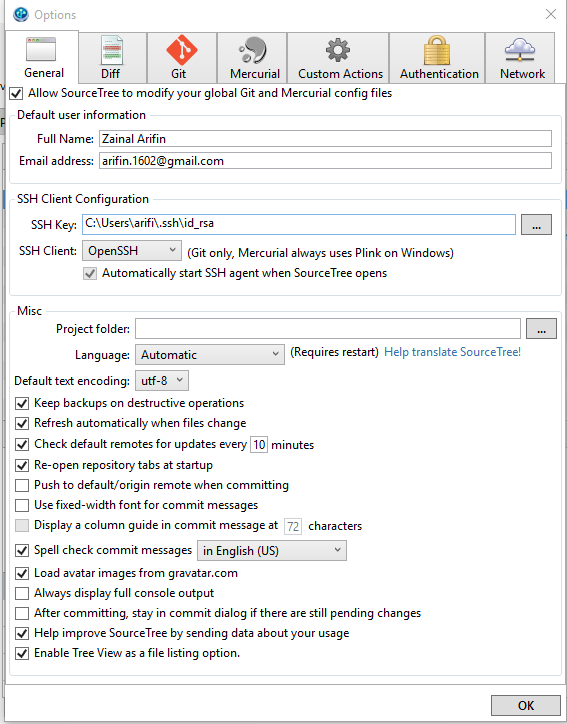 Options
General Diff Git Mercurial Custom Actions Authentication Network
Allow SourceTree to modify your global Git and Mercurial config files
Default user information
Full Name: Zainal Arifin
Email address: arifin.1602@gmail.com
SSH Client Configuration
SSH Key: C:\Users\arifi\.ssh\id_rsa ...
SSH Client: OpenSSH (Git only, Mercurial always uses Plink on Windows)
Automatically start SSH agent when SourceTree opens
Misc
Project folder: ...
Language: Automatic (Requires restart) Help translate SourceTree!
Default text encoding: utf-8
Keep backups on destructive operations
Refresh automatically when files change
Check default remotes for updates every 10 minutes
Re-open repository tabs at startup
Push to default/origin remote when committing
Use fixed-width font for commit messages
Display a column guide in commit message at 72 characters
Spell check commit messages in English (US)
Load avatar images from gravatar.com
Always display full console output
After committing, stay in commit dialog if there are still pending changes
Help improve SourceTree by sending data about your usage
Enable Tree View as a file listing option.
OK